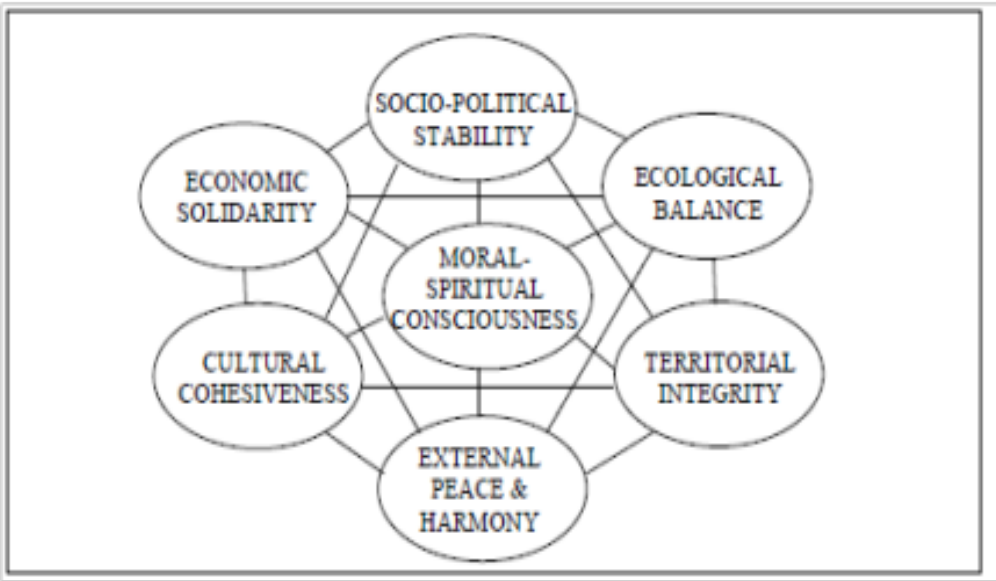 SOCIO-POLITICAL
STABILITY
ECONOMIC
SOLIDARITY
ECOLOGICAL
BALANCE
MORAL-
SPIRITUAL
CONSCIOUSNESS
CULTURAL
COHESIVENESS
TERRITORIAL
INTEGRITY
EXTERNAL
PEACE &
HARMONY